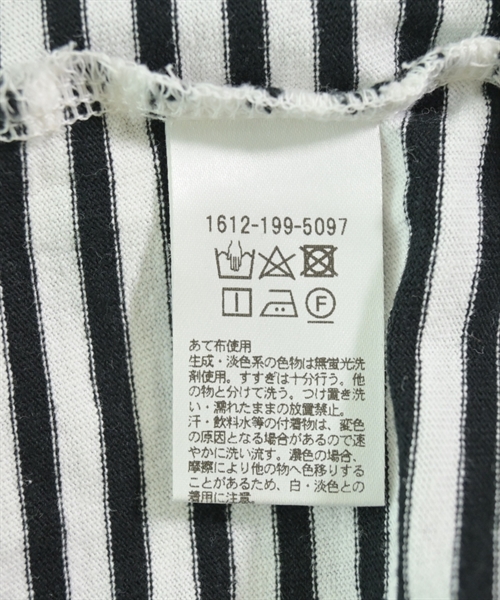 1612-199-5097
F
あて布使用
生成・淡色系の色物は無蛍光洗
剤使用。すすぎは十分行う。他
の物と分けて洗う。つけ置き洗
い・濡れたままの放置禁止。
汗・飲料水等の付着物は、変色
の原因となる場合があるので速
やかに洗い流す。濃色の場合、
摩擦により他の物へ色移りする
ことがあるため、白・淡色との
着用に注意。